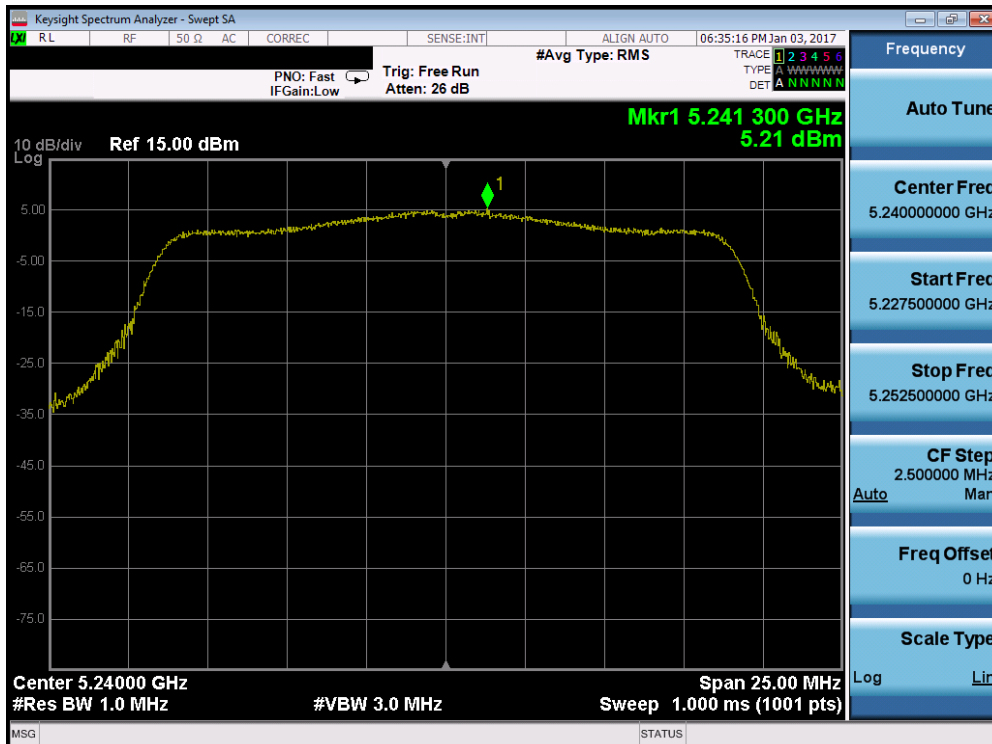 Keysight Spectrum Analyzer - Swept SA
LXI RL RF 50 Ω AC CORREC SENSE:INT ALIGN AUTO 06:35:16 PM Jan 03, 2017
#Avg Type: RMS
TRACE 1 2 3 4 5 6
TYPE A WWWWW
DET A N N N N N
PNO: Fast
IFGain:Low
Trig: Free Run
Atten: 26 dB
Frequency
Mkr1 5.241 300 GHz
5.21 dBm
10 dB/div
Log
Ref 15.00 dBm
1
5.00
-5.00
-15.0
-25.0
-35.0
-45.0
-55.0
-65.0
-75.0
Center 5.24000 GHz
Span 25.00 MHz
#Res BW 1.0 MHz
#VBW 3.0 MHz
Sweep 1.000 ms (1001 pts)
Auto Tune
Center Freq
5.240000000 GHz
Start Freq
5.227500000 GHz
Stop Freq
5.252500000 GHz
CF Step
2.500000 MHz
Auto Man
Freq Offset
0 Hz
Scale Type
Log Lin
MSG
STATUS